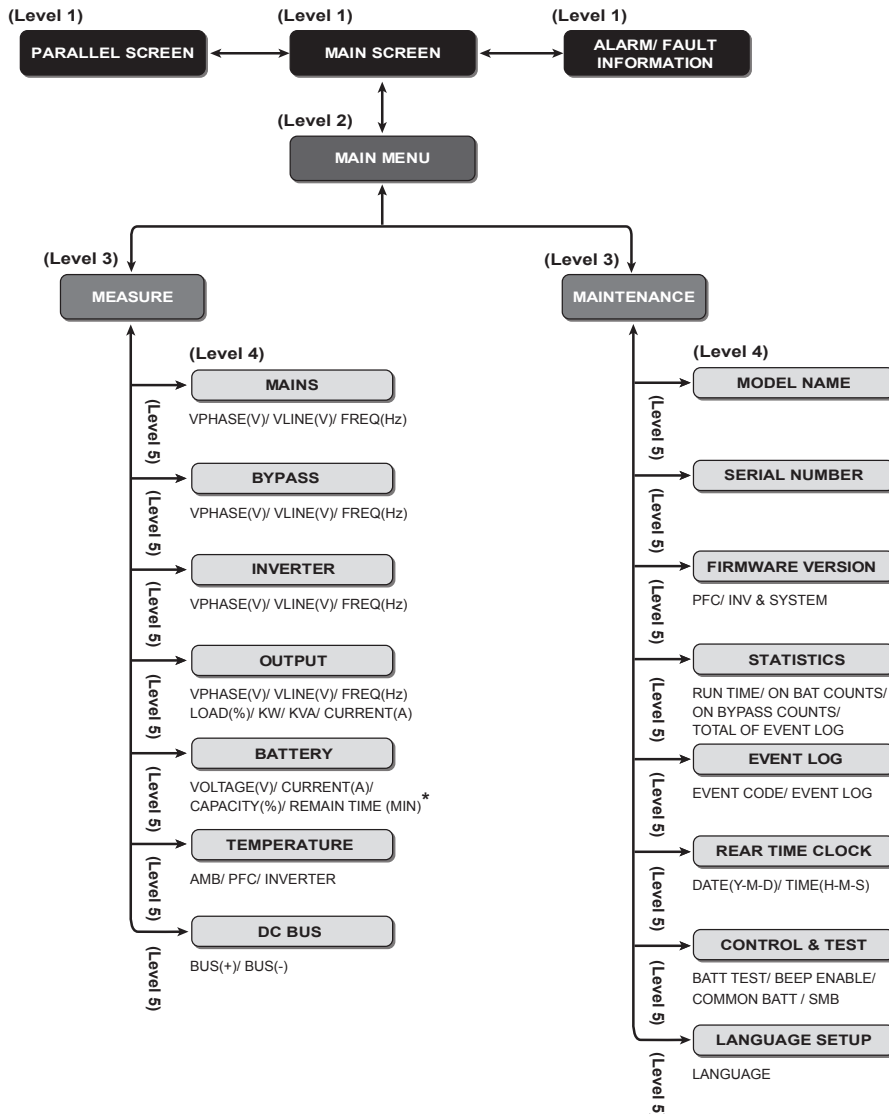 (Level 1)
(Level 1)
(Level 1)
PARALLEL SCREEN
MAIN SCREEN
ALARM/ FAULT
INFORMATION
(Level 2)
MAIN MENU
(Level 3)
MEASURE
(Level 4)
MAINS
VPHASE(V)/ VLINE(V)/ FREQ(Hz)
(Level 5)
BYPASS
VPHASE(V)/ VLINE(V)/ FREQ(Hz)
(Level 5)
INVERTER
VPHASE(V)/ VLINE(V)/ FREQ(Hz)
(Level 5)
OUTPUT
VPHASE(V)/ VLINE(V)/ FREQ(Hz)
LOAD(%)/ KW/ KVA/ CURRENT(A)
(Level 5)
BATTERY
VOLTAGE(V)/ CURRENT(A)/
CAPACITY(%)/ REMAIN TIME (MIN)*
(Level 5)
TEMPERATURE
AMB/ PFC/ INVERTER
(Level 5)
DC BUS
BUS(+)/ BUS(-)
(Level 5)
(Level 3)
MAINTENANCE
(Level 4)
MODEL NAME
(Level 5)
SERIAL NUMBER
(Level 5)
FIRMWARE VERSION
PFC/ INV & SYSTEM
(Level 5)
STATISTICS
RUN TIME/ ON BAT COUNTS/
ON BYPASS COUNTS/
TOTAL OF EVENT LOG
(Level 5)
EVENT LOG
EVENT CODE/ EVENT LOG
(Level 5)
REAR TIME CLOCK
DATE(Y-M-D)/ TIME(H-M-S)
(Level 5)
CONTROL & TEST
BATT TEST/ BEEP ENABLE/
COMMON BATT / SMB
(Level 5)
LANGUAGE SETUP
LANGUAGE
(Level 5